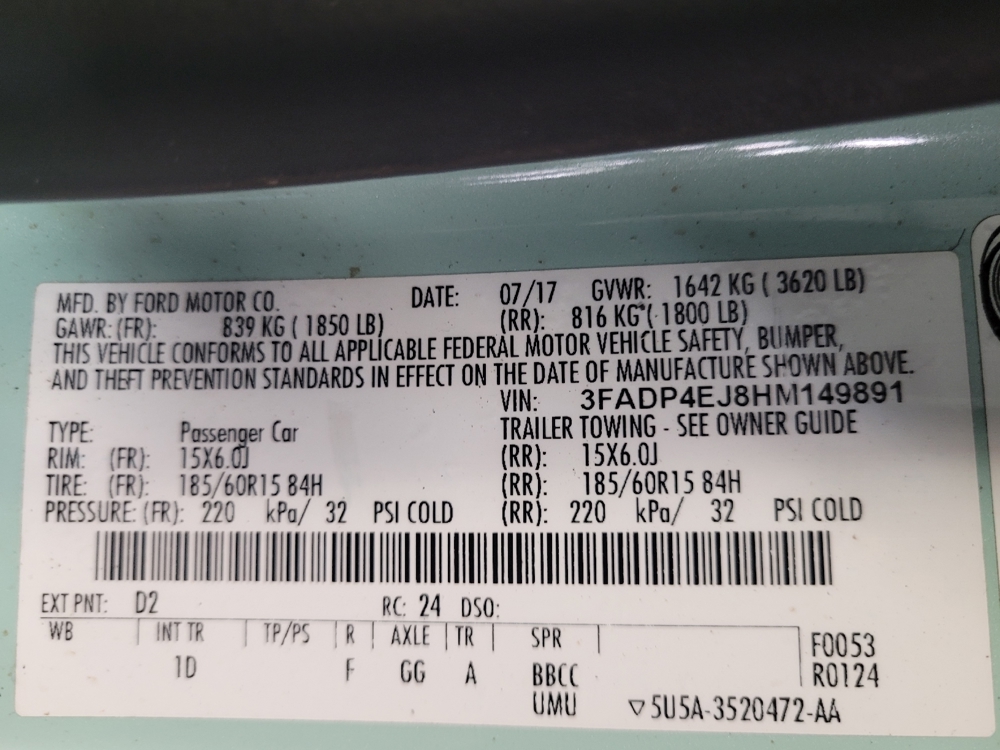 MFD. BY FORD MOTOR CO. DATE: 07/17 GVWR: 1642 KG ( 3620 LB)
GAWR: (FR): 839 KG ( 1850 LB) (RR): 816 KG ( 1800 LB)
THIS VEHICLE CONFORMS TO ALL APPLICABLE FEDERAL MOTOR VEHICLE SAFETY, BUMPER,
AND THEFT PREVENTION STANDARDS IN EFFECT ON THE DATE OF MANUFACTURE SHOWN ABOVE.
VIN: 3FADP4EJ8HM149891
TYPE: Passenger Car TRAILER TOWING - SEE OWNER GUIDE
RIM: (FR): 15X6.0J (RR): 15X6.0J
TIRE: (FR): 185/60R15 84H (RR): 185/60R15 84H
PRESSURE: (FR): 220 kPa/ 32 PSI COLD (RR): 220 kPa/ 32 PSI COLD
EXT PNT: D2 RC: 24 DSO:
WB INT TR TP/PS R AXLE TR SPR F0053
1D F GG A BBCC R0124
UMU ▽ 5U5A-3520472-AA